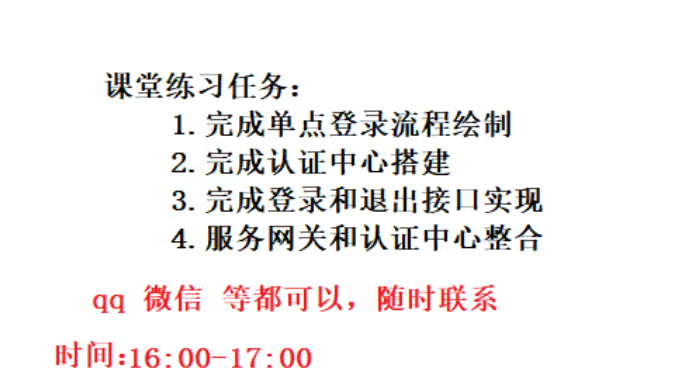 课堂练习任务：
1.完成单点登录流程绘制
2.完成认证中心搭建
3.完成登录和退出接口实现
4.服务网关和认证中心整合
qq 微信 等都可以，随时联系
时间:16:00-17:00